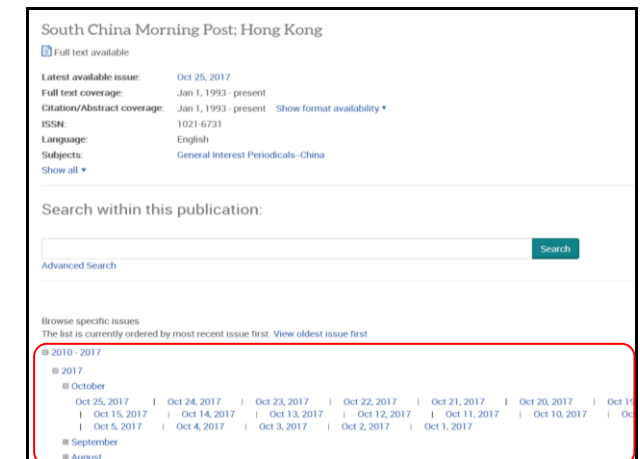 South China Morning Post; Hong Kong
Full text available
Latest available issue: Oct 25, 2017
Full text coverage: Jan 1, 1993 - present
Citation/Abstract coverage: Jan 1, 1993 - present Show format availability
ISSN: 1021-6731
Language: English
Subjects: General Interest Periodicals--China
Show all
Search within this publication:
Search
Advanced Search
Browse specific issues
The list is currently ordered by most recent issue first. View oldest issue first
2010 - 2017
2017
October
Oct 25, 2017 | Oct 24, 2017 | Oct 23, 2017 | Oct 22, 2017 | Oct 21, 2017 | Oct 20, 2017 | Oct 19
| Oct 15, 2017 | Oct 14, 2017 | Oct 13, 2017 | Oct 12, 2017 | Oct 11, 2017 | Oct 10, 2017 | Oc
| Oct 5, 2017 | Oct 4, 2017 | Oct 3, 2017 | Oct 2, 2017 | Oct 1, 2017
September
August